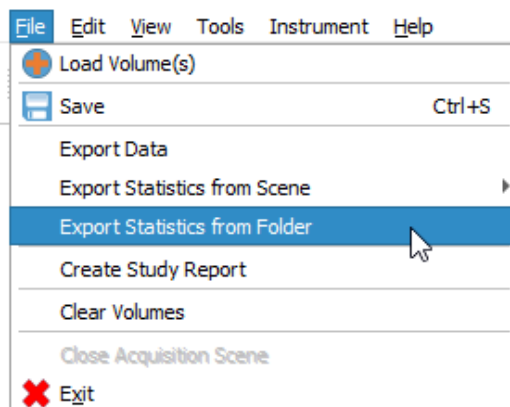 File Edit View Tools Instrument Help
Load Volume(s)
Save Ctrl+S
Export Data
Export Statistics from Scene
Export Statistics from Folder
Create Study Report
Clear Volumes
Close Acquisition Scene
Exit